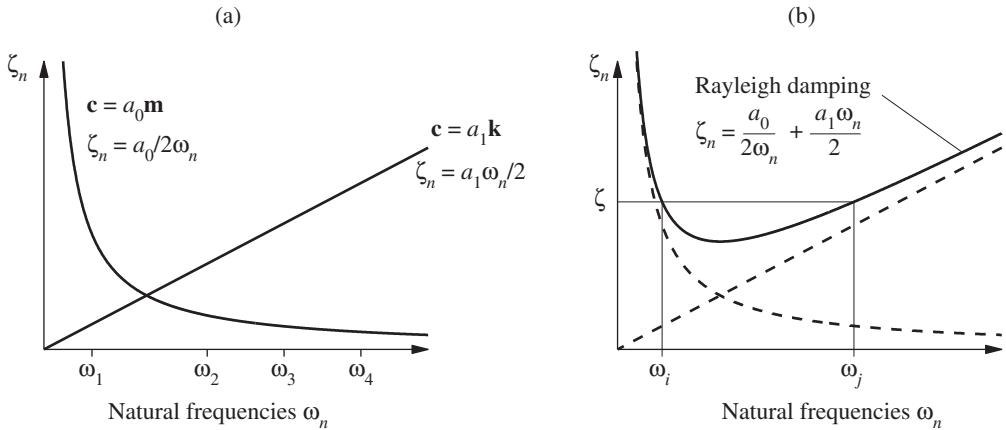 (a)
ζn
c = a0m
ζn = a0/2ωn
c = a1k
ζn = a1ωn/2
ω1 ω2 ω3 ω4
Natural frequencies ωn
(b)
ζn
Rayleigh damping
ζn = a0/2ωn + a1ωn/2
ζ
ωi ωj
Natural frequencies ωn